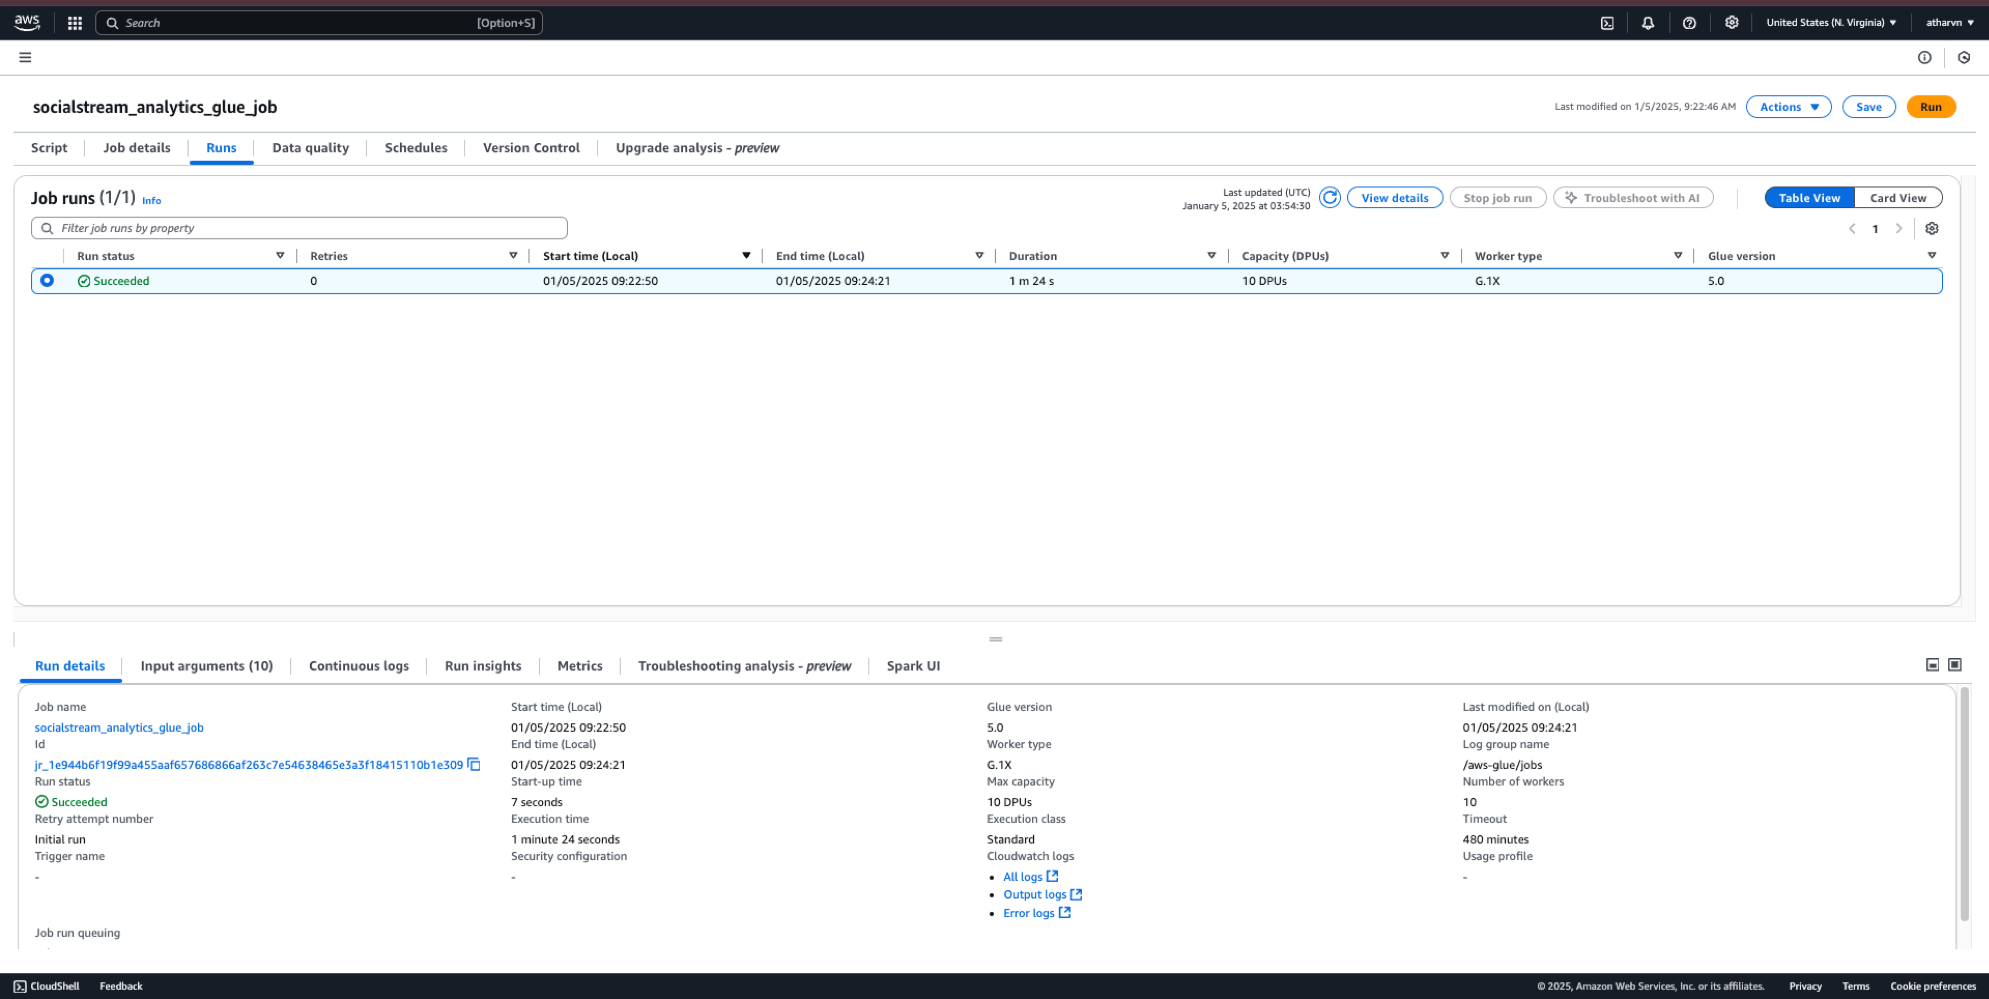 aws
Search [Option+S]
United States (N. Virginia) ▼ atharvn ▼
socialstream_analytics_glue_job
Last modified on 1/5/2025, 9:22:46 AM Actions ▼ Save Run
Script Job details Runs Data quality Schedules Version Control Upgrade analysis - preview
Job runs (1/1) Info
Last updated (UTC)
January 5, 2025 at 03:54:30
View details Stop job run Troubleshoot with AI Table View Card View
Filter job runs by property
1
Run status Retries Start time (Local) End time (Local) Duration Capacity (DPUs) Worker type Glue version
Succeeded 0 01/05/2025 09:22:50 01/05/2025 09:24:21 1 m 24 s 10 DPUs G.1X 5.0
Run details Input arguments (10) Continuous logs Run insights Metrics Troubleshooting analysis - preview Spark UI
Job name Start time (Local) Glue version Last modified on (Local)
socialstream_analytics_glue_job 01/05/2025 09:22:50 5.0 01/05/2025 09:24:21
Id End time (Local) Worker type Log group name
jr_1e944b6f19f99a455aaf657686866af263c7e54638465e3a3f18415110b1e309 01/05/2025 09:24:21 G.1X /aws-glue/jobs
Run status Start-up time Max capacity Number of workers
Succeeded 7 seconds 10 DPUs 10
Retry attempt number Execution time Execution class Timeout
Initial run 1 minute 24 seconds Standard 480 minutes
Trigger name Security configuration Cloudwatch logs Usage profile
- - • All logs -
• Output logs
• Error logs
Job run queuing
CloudShell Feedback © 2025, Amazon Web Services, Inc. or its affiliates. Privacy Terms Cookie preferences